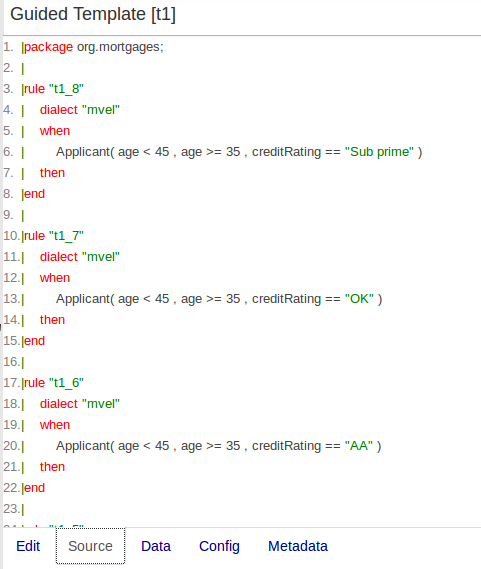 Guided Template [t1]
1. |package org.mortgages;
2. |
3. |rule "t1_8"
4. | dialect "mvel"
5. | when
6. | Applicant( age < 45 , age >= 35 , creditRating == "Sub prime" )
7. | then
8. |end
9. |
10.|rule "t1_7"
11.| dialect "mvel"
12.| when
13.| Applicant( age < 45 , age >= 35 , creditRating == "OK" )
14.| then
15.|end
16.|
17.|rule "t1_6"
18.| dialect "mvel"
19.| when
20.| Applicant( age < 45 , age >= 35 , creditRating == "AA" )
21.| then
22.|end
23.|
Edit Source Data Config Metadata